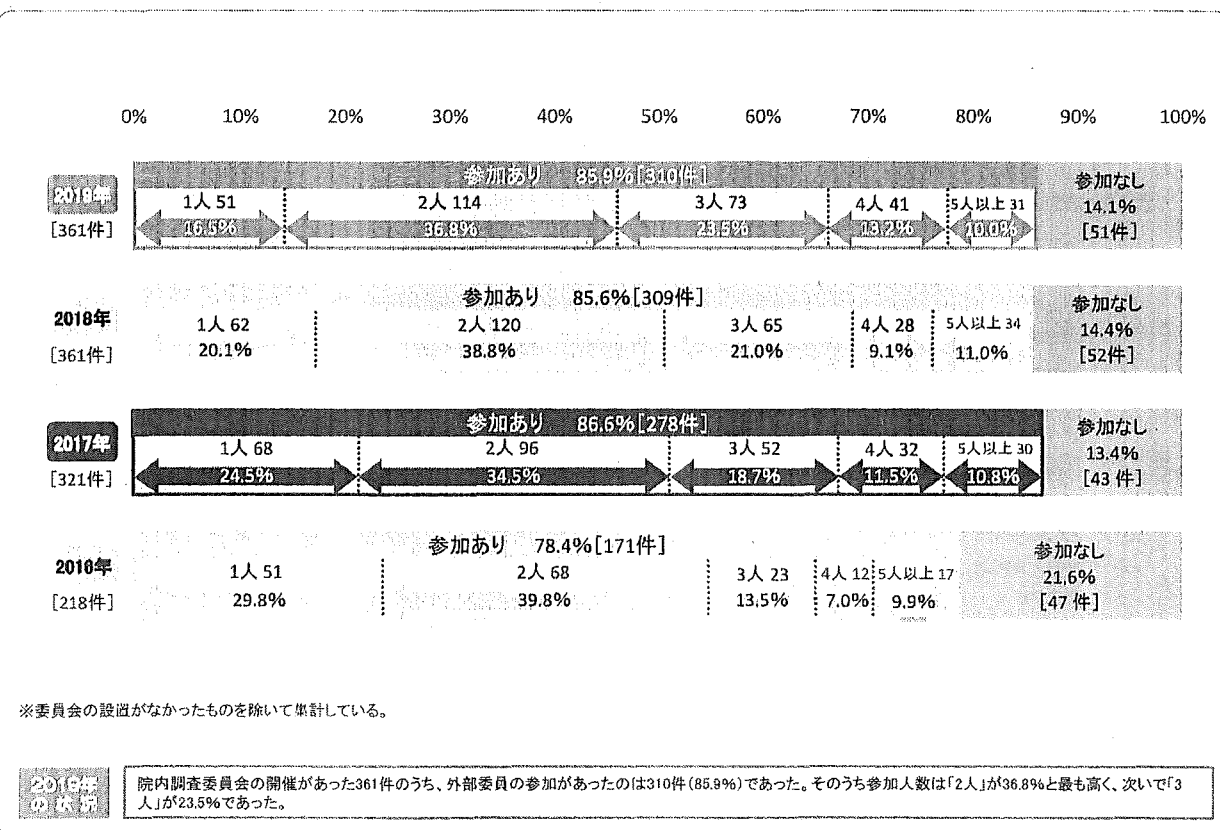 0% 10% 20% 30% 40% 50% 60% 70% 80% 90% 100%
参加あり 85.9%[310件]
参加なし
2019年
1人 51 2人 114 3人 73 4人 41 5人以上 31
14.1%
[361件]
16.5% 36.8% 23.5% 13.2% 10.0%
[51件]
参加あり 85.6%[309件]
参加なし
2018年
1人 62 2人 120 3人 65 4人 28 5人以上 34
14.4%
[361件]
20.1% 38.8% 21.0% 9.1% 11.0%
[52件]
参加あり 86.6%[278件]
参加なし
2017年
1人 68 2人 96 3人 52 4人 32 5人以上 30
13.4%
[321件]
24.5% 34.5% 18.7% 11.5% 10.8%
[43 件]
参加あり 78.4%[171件]
参加なし
2016年
1人 51 2人 68 3人 23 4人 12 5人以上 17
21.6%
[218件]
29.8% 39.8% 13.5% 7.0% 9.9%
[47 件]
※委員会の設置がなかったものを除いて集計している。
2019年
の状況
院内調査委員会の開催があった361件のうち、外部委員の参加があったのは310件(85.9%)であった。そのうち参加人数は「2人」が36.8%と最も高く、次いで「3
人」が23.5%であった。